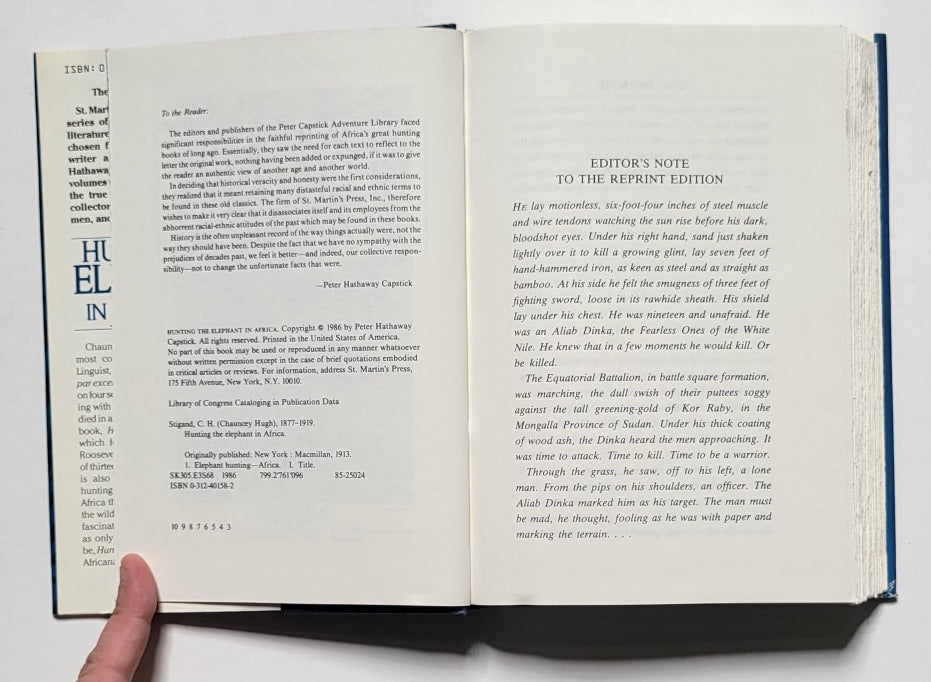 ISBN: 0
The
St. Mar
series of
literature
chosen f
writer a
Hathawa
volumes
the true
collector
men, and
HU
EL
IN
Chaun
most co
Linguist,
par exce
on four se
ing with
died in a
book, H
which f
Rooseve
of thirtee
is also
hunting
Africa th
the wild
fascinat
as only
be, Hun
African
To the Reader:
The editors and publishers of the Peter Capstick Adventure Library faced
significant responsibilities in the faithful reprinting of Africa's great hunting
books of long ago. Essentially, they saw the need for each text to reflect to the
letter the original work, nothing having been added or expunged, if it was to give
the reader an authentic view of another age and another world.
In deciding that historical veracity and honesty were the first considerations,
they realized that it meant retaining many distasteful racial and ethnic terms to
be found in these old classics. The firm of St. Martin's Press, Inc., therefore
wishes to make it very clear that it disassociates itself and its employees from the
abhorrent racial-ethnic attitudes of the past which may be found in these books.
History is the often unpleasant record of the way things actually were, not the
way they should have been. Despite the fact that we have no sympathy with the
prejudices of decades past, we feel it better—and indeed, our collective respon-
sibility—not to change the unfortunate facts that were.
—Peter Hathaway Capstick
HUNTING THE ELEPHANT IN AFRICA. Copyright © 1986 by Peter Hathaway
Capstick. All rights reserved. Printed in the United States of America.
No part of this book may be used or reproduced in any manner whatsoever
without written permission except in the case of brief quotations embodied
in critical articles or reviews. For information, address St. Martin's Press,
175 Fifth Avenue, New York, N.Y. 10010.
Library of Congress Cataloging in Publication Data
Stigand, C. H. (Chauncey Hugh), 1877-1919.
Hunting the elephant in Africa.
Originally published: New York : Macmillan, 1913.
1. Elephant hunting—Africa. I. Title.
SK305.E3S68 1986 799.2'761'096 85-25024
ISBN 0-312-40158-2
10 9 8 7 6 5 4 3
EDITOR'S NOTE
TO THE REPRINT EDITION
HE lay motionless, six-foot-four inches of steel muscle
and wire tendons watching the sun rise before his dark,
bloodshot eyes. Under his right hand, sand just shaken
lightly over it to kill a growing glint, lay seven feet of
hand-hammered iron, as keen as steel and as straight as
bamboo. At his side he felt the smugness of three feet of
fighting sword, loose in its rawhide sheath. His shield
lay under his chest. He was nineteen and unafraid. He
was an Aliab Dinka, the Fearless Ones of the White
Nile. He knew that in a few moments he would kill. Or
be killed.
The Equatorial Battalion, in battle square formation,
was marching, the dull swish of their puttees soggy
against the tall greening-gold of Kor Raby, in the
Mongalla Province of Sudan. Under his thick coating
of wood ash, the Dinka heard the men approaching. It
was time to attack. Time to kill. Time to be a warrior.
Through the grass, he saw, off to his left, a lone
man. From the pips on his shoulders, an officer. The
Aliab Dinka marked him as his target. The man must
be mad, he thought, fooling as he was with paper and
marking the terrain. . . .